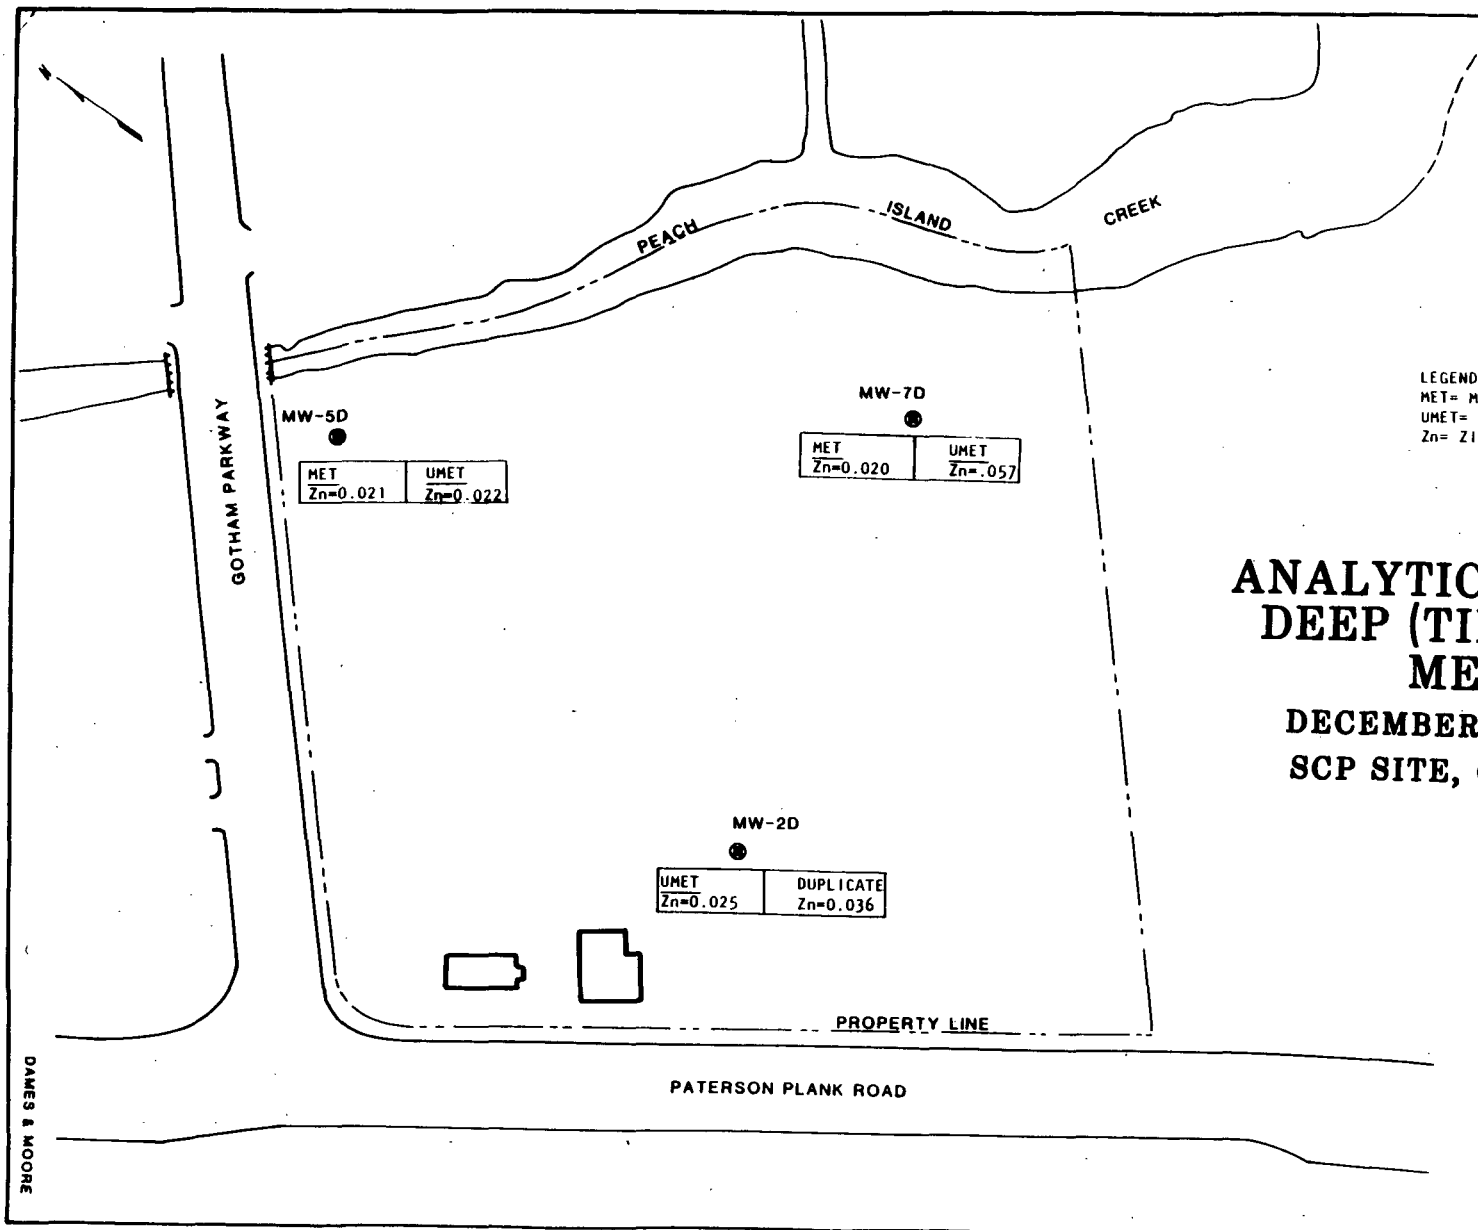 N
PEACH
ISLAND
CREEK
MW-5D
MET
Zn=0.021
UMET
Zn=0.022
MW-7D
MET
Zn=0.020
UMET
Zn=.057
LEGEND
MET= M
UMET=
Zn= ZI
GOTHAM PARKWAY
ANALYTIC
DEEP (TI
ME
DECEMBER
SCP SITE,
MW-2D
UMET
Zn=0.025
DUPLICATE
Zn=0.036
PROPERTY LINE
PATERSON PLANK ROAD
DAMES & MOORE